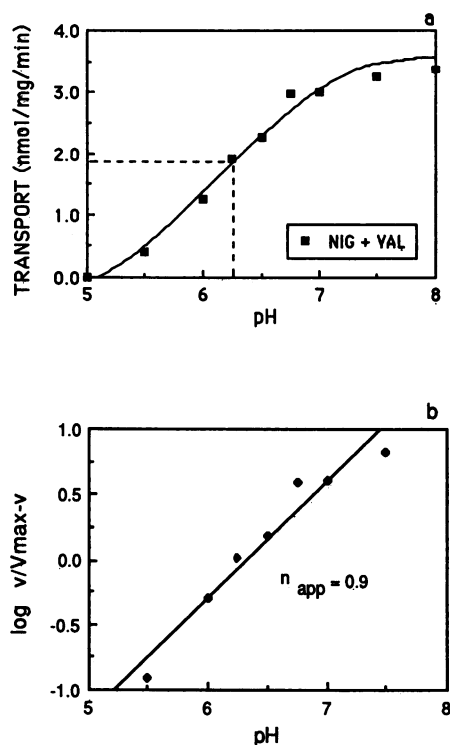 a
TRANSPORT (nmol/mg/min)
4.0
3.0
2.0
1.0
0.0
NIG + VAL
5 6 7 8
pH
b
log v/Vmax-v
1.0
0.5
0.0
-0.5
-1.0
n app = 0.9
5 6 7 8
pH